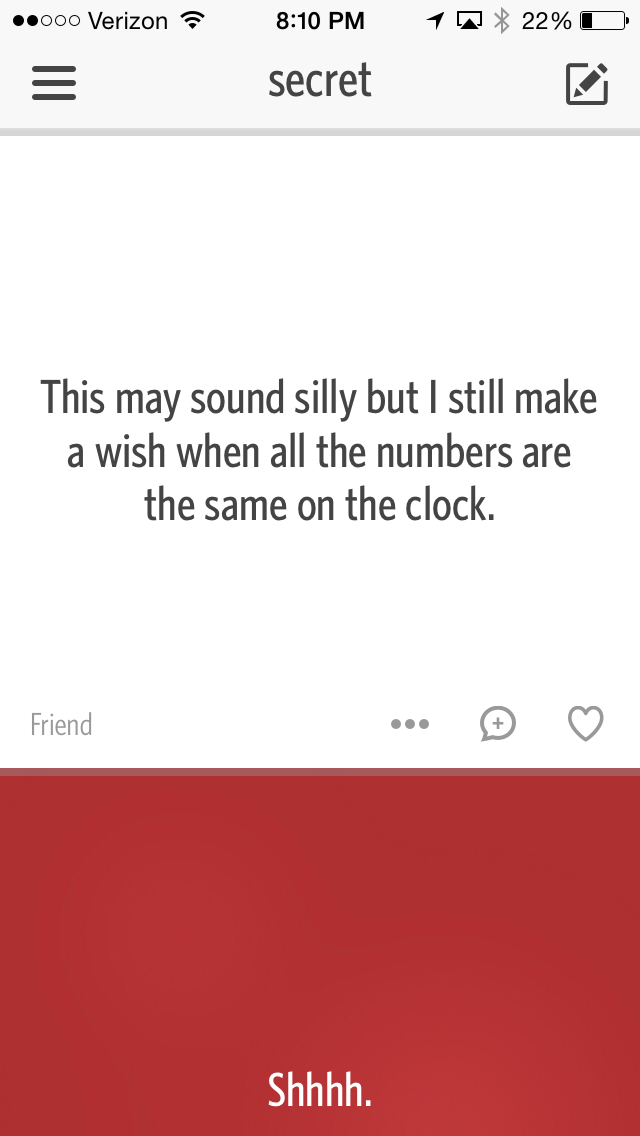 Verizon 8:10 PM 22%
secret
This may sound silly but I still make
a wish when all the numbers are
the same on the clock.
Friend
Shhhh.